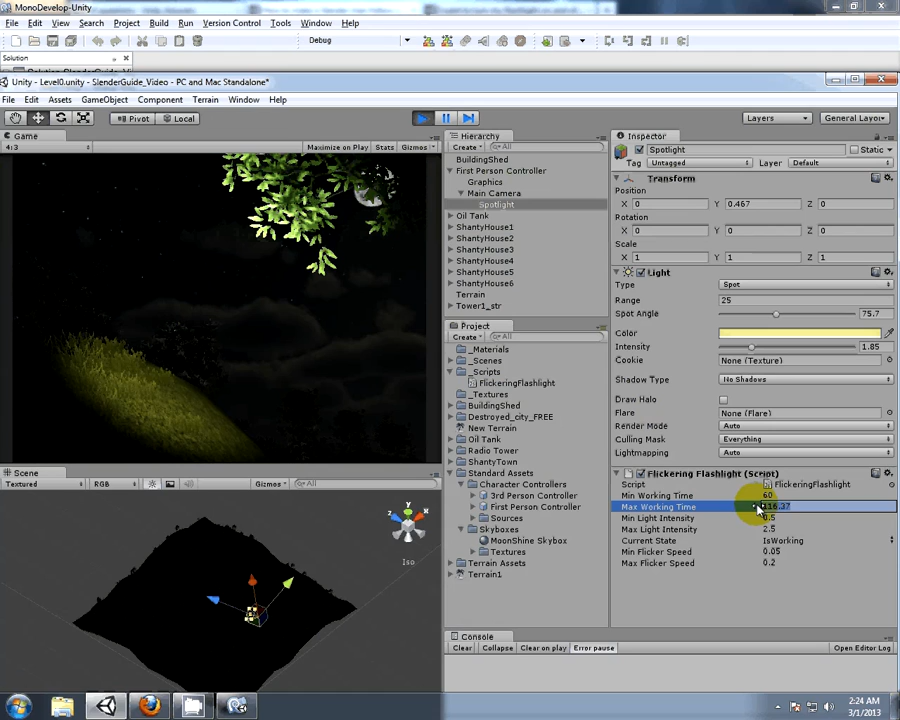 MonoDevelop-Unity
File Edit View Search Project Build Run Version Control Tools Window Help
Debug
Solution
Unity - Level0.unity - SlenderGuide_Video - PC and Mac Standalone*
File Edit Assets GameObject Component Terrain Window Help
Pivot Local Layers General Layout
Game
4:3 Maximize on Play Stats Gizmos
Hierarchy
Create All
BuildingShed
First Person Controller
Graphics
Main Camera
Spotlight
Oil Tank
ShantyHouse1
ShantyHouse2
ShantyHouse3
ShantyHouse4
ShantyHouse5
ShantyHouse6
Terrain
Tower1_str
Project
Create All
_Materials
_Scenes
_Scripts
FlickeringFlashlight
_Textures
BuildingShed
Destroyed_city_FREE
New Terrain
Oil Tank
Radio Tower
ShantyTown
Standard Assets
Character Controllers
3rd Person Controller
First Person Controller
Sources
Skyboxes
MoonShine Skybox
Textures
Terrain Assets
Terrain1
Inspector
Spotlight Static
Tag Untagged Layer Default
Transform
Position
X 0 Y 0.467 Z 0
Rotation
X 0 Y 0 Z 0
Scale
X 1 Y 1 Z 1
Light
Type Spot
Range 25
Spot Angle 75.7
Color
Intensity 1.85
Cookie None (Texture)
Shadow Type No Shadows
Draw Halo
Flare None (Flare)
Render Mode Auto
Culling Mask Everything
Lightmapping Auto
Flickering Flashlight (Script)
Script FlickeringFlashlight
Min Working Time 60
Max Working Time 116.37
Min Light Intensity 0.5
Max Light Intensity 2.5
Current State IsWorking
Min Flicker Speed 0.05
Max Flicker Speed 0.2
Scene
Textured RGB Gizmos All
y
x
z
Iso
Console
Clear Collapse Clear on play Error pause Open Editor Log
2:24 AM
3/1/2013